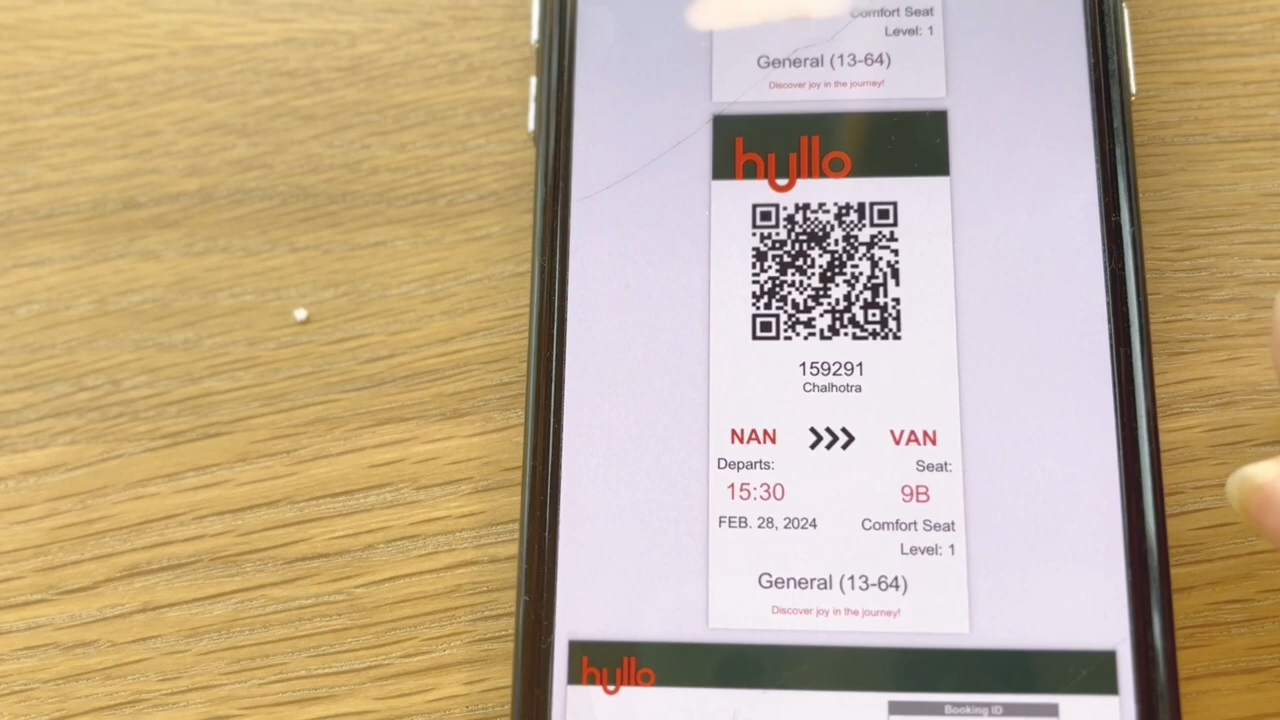 Comfort Seat
Level: 1
General (13-64)
Discover joy in the journey!
hullo
159291
Chalhotra
NAN >>> VAN
Departs: Seat:
15:30 9B
FEB. 28, 2024 Comfort Seat
Level: 1
General (13-64)
Discover joy in the journey!
hullo
Booking ID